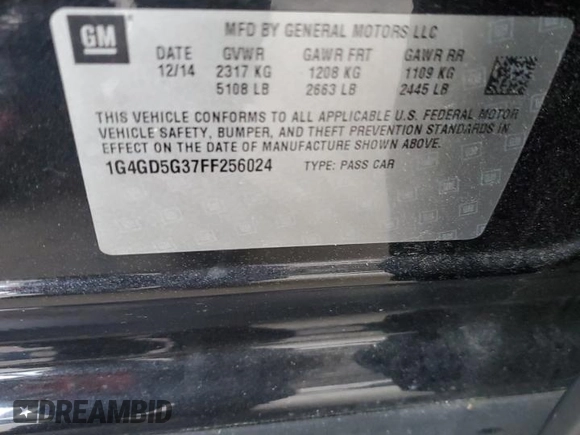 GM
MFD BY GENERAL MOTORS LLC
DATE GVWR GAWR FRT GAWR RR
12/14 2317 KG 1208 KG 1109 KG
5108 LB 2663 LB 2445 LB
THIS VEHICLE CONFORMS TO ALL APPLICABLE U.S. FEDERAL MOTOR
VEHICLE SAFETY, BUMPER, AND THEFT PREVENTION STANDARDS IN
EFFECT ON THE DATE OF MANUFACTURE SHOWN ABOVE.
1G4GD5G37FF256024 TYPE: PASS CAR
DREAMBID